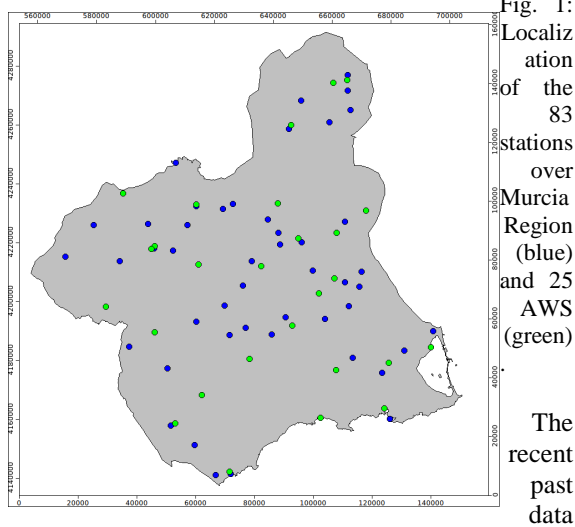 560000 580000 600000 620000 640000 660000 680000 700000
4280000
4260000
4240000
4220000
4200000
4180000
4160000
4140000
160000
140000
120000
100000
80000
60000
40000
20000
0
0 20000 40000 60000 80000 100000 120000 140000
Fig. 1:
Localiz
ation
of the
83
stations
over
Murcia
Region
(blue)
and 25
AWS
(green)
.
The
recent
past
data